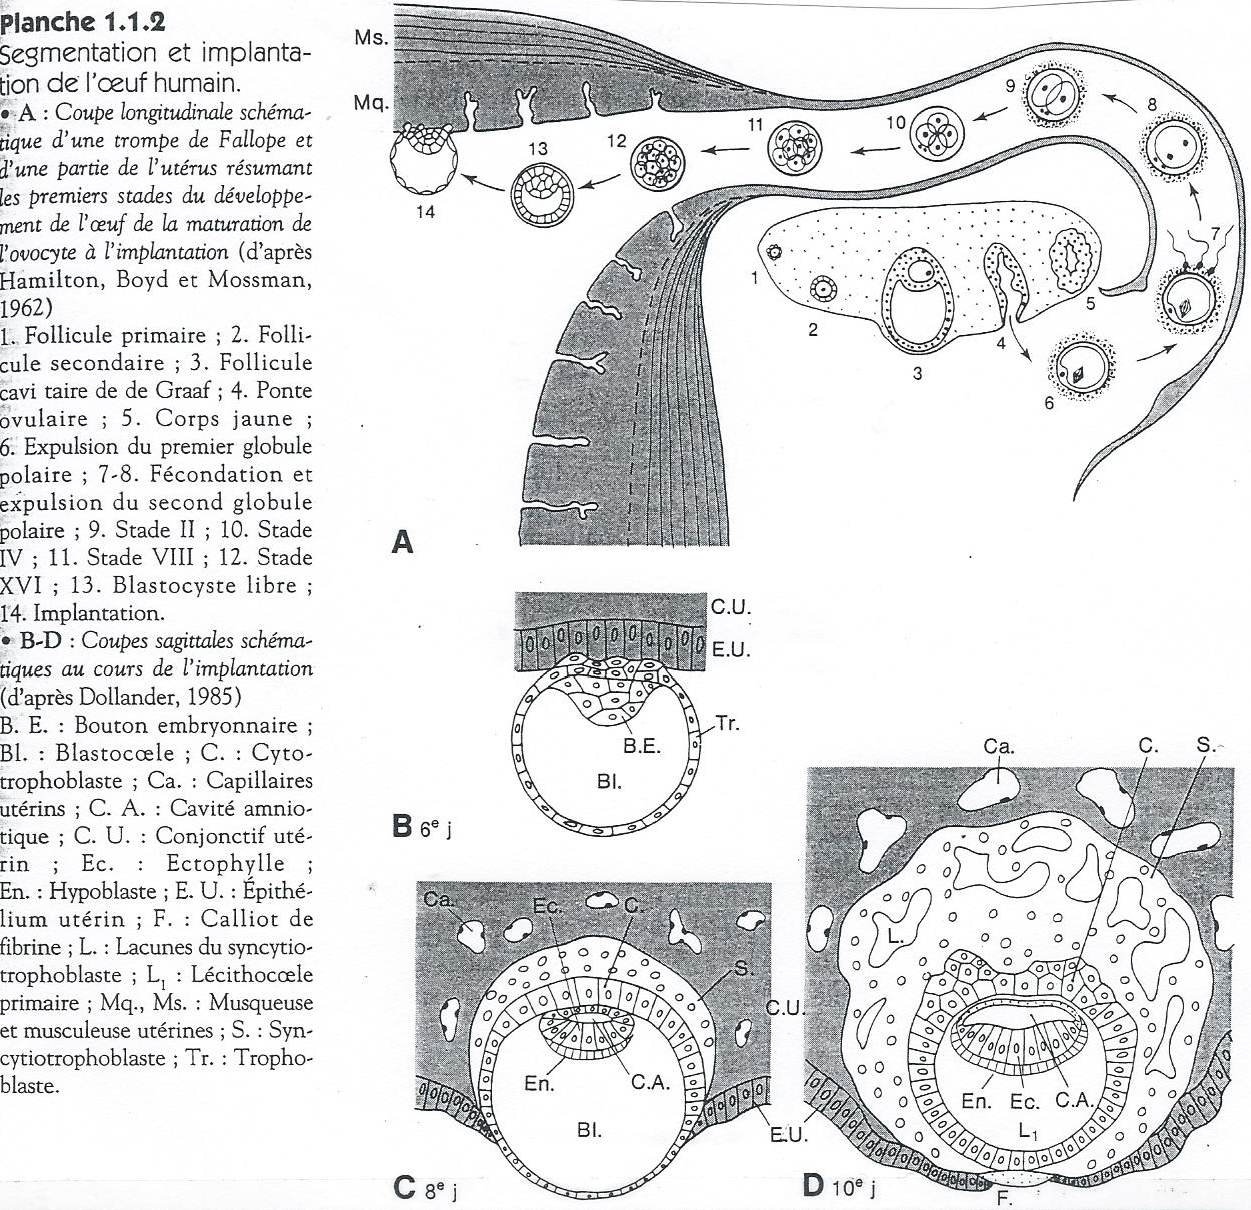 Planche 1.1.2
Segmentation et implanta-
tion de l'œuf humain.
• A : Coupe longitudinale schéma-
tique d'une trompe de Fallope et
d'une partie de l'utérus résumant
les premiers stades du développe-
ment de l'œuf de la maturation de
l'ovocyte à l'implantation (d'après
Hamilton, Boyd et Mossman,
1962)
1. Follicule primaire ; 2. Folli-
cule secondaire ; 3. Follicule
cavi taire de de Graaf ; 4. Ponte
ovulaire ; 5. Corps jaune ;
6. Expulsion du premier globule
polaire ; 7-8. Fécondation et
expulsion du second globule
polaire ; 9. Stade II ; 10. Stade
IV ; 11. Stade VIII ; 12. Stade
XVI ; 13. Blastocyste libre ;
14. Implantation.
• B-D : Coupes sagittales schéma-
tiques au cours de l'implantation
(d'après Dollander, 1985)
B. E. : Bouton embryonnaire ;
Bl. : Blastocœle ; C. : Cyto-
trophoblaste ; Ca. : Capillaires
utérins ; C. A. : Cavité amnio-
tique ; C. U. : Conjonctif uté-
rin ; Ec. : Ectophylle ;
En. : Hypoblaste ; E. U. : Épithé-
lium utérin ; F. : Calliot de
fibrine ; L. : Lacunes du syncytio-
trophoblaste ; L1 : Lécithocœle
primaire ; Mq., Ms. : Musqueuse
et musculeuse utérines ; S. : Syn-
cytiotrophoblaste ; Tr. : Tropho-
blaste.
Ms.
Mq.
14
13
12
11
10
9
8
7
1
2
3
4
5
6
A
C.U.
E.U.
Tr.
B.E.
Bl.
B 6e j
Ca.
Ec.
C.
S.
C.U.
En.
C.A.
Bl.
E.U.
C 8e j
Ca.
C.
S.
L.
En.
Ec.
C.A.
L1
F.
D 10e j